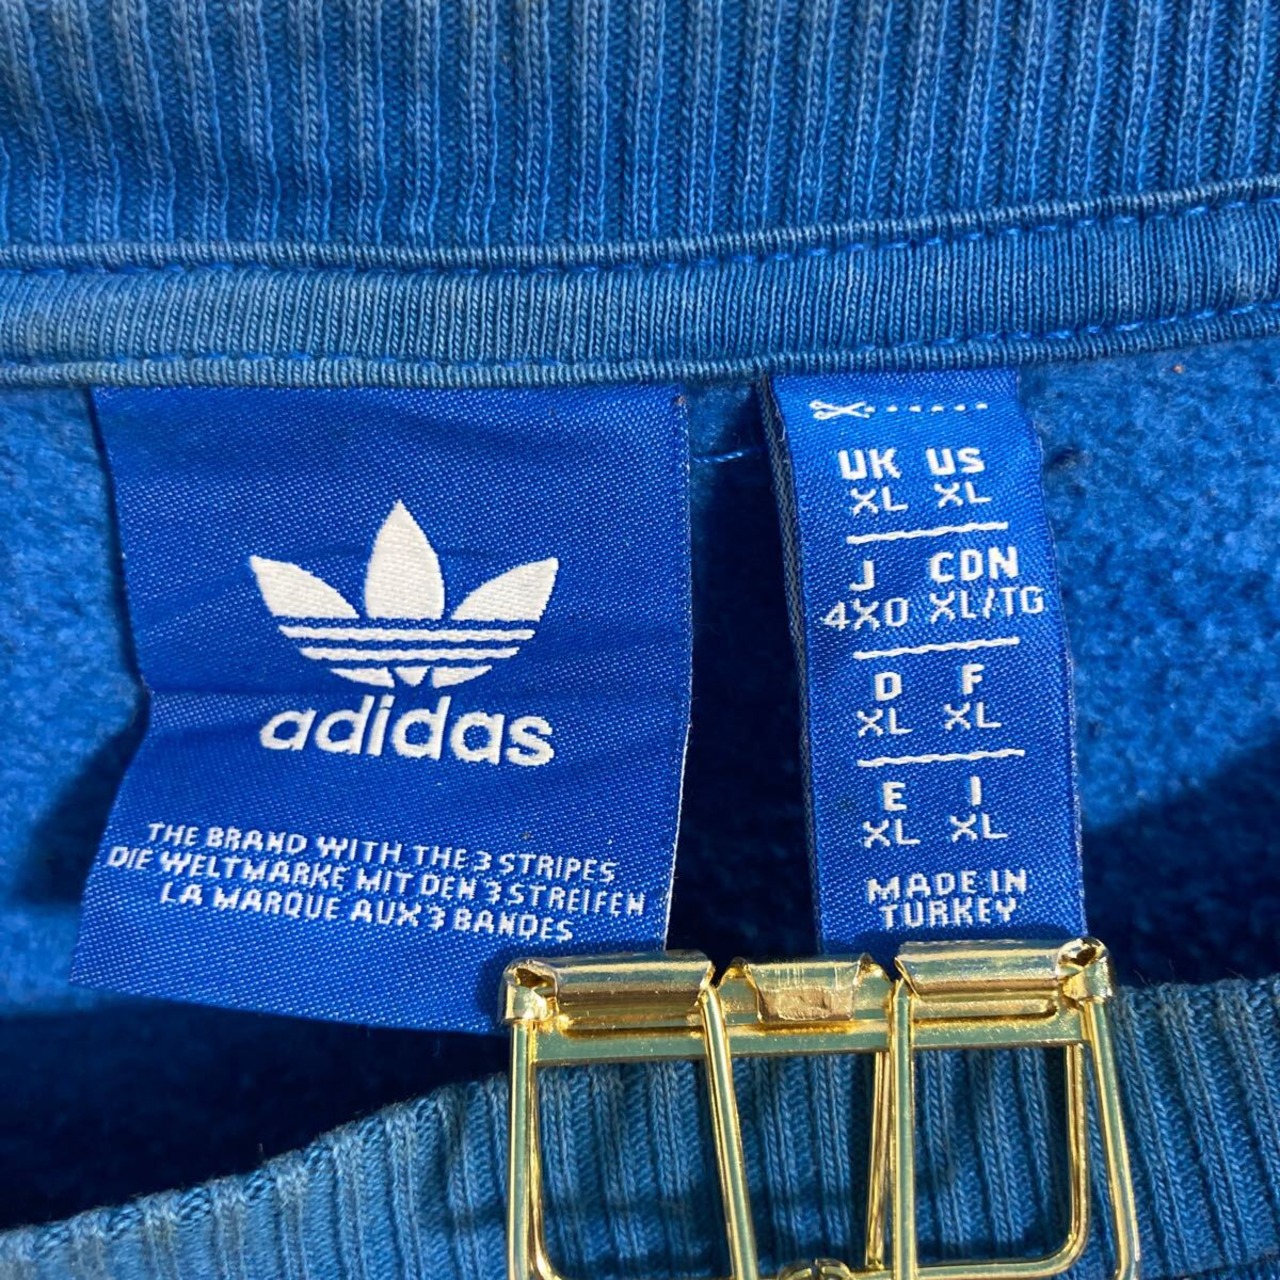 adidas
THE BRAND WITH THE 3 STRIPES
DIE WELTMARKE MIT DEN 3 STREIFEN
LA MARQUE AUX 3 BANDES
UK US
XL XL
J CDN
4XO XL/TG
D F
XL XL
E I
XL XL
MADE IN
TURKEY